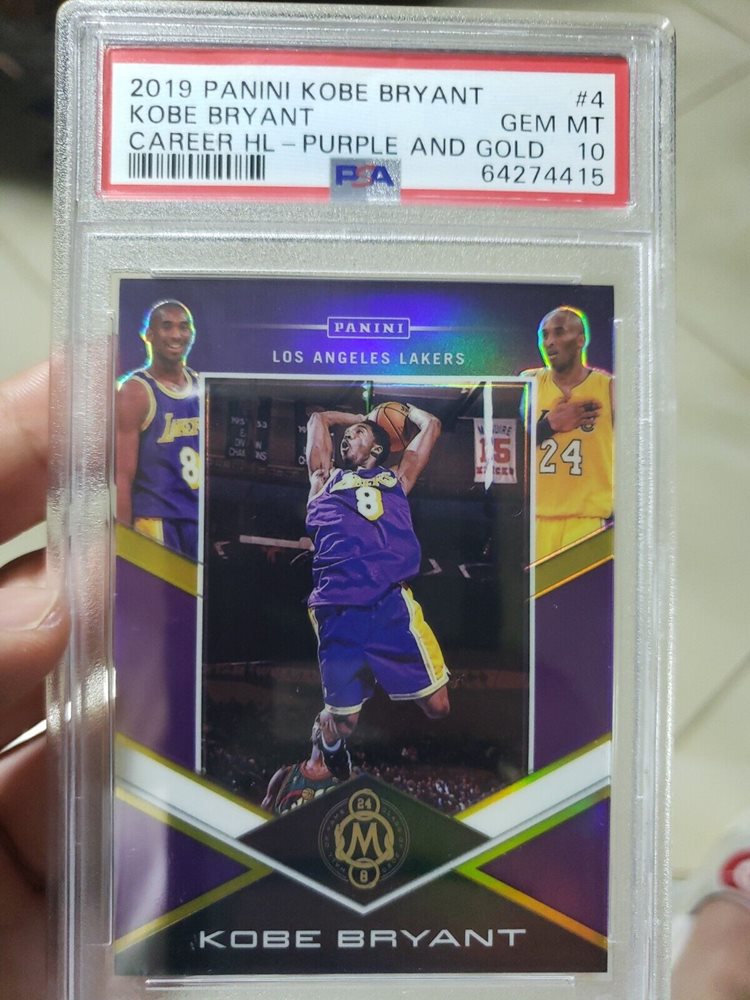 2019 PANINI KOBE BRYANT #4
KOBE BRYANT GEM MT
CAREER HL - PURPLE AND GOLD 10
PSA 64274415
PANINI
LOS ANGELES LAKERS
LAKERS
8
24
15
LAKERS
8
24
M
8
KOBE BRYANT